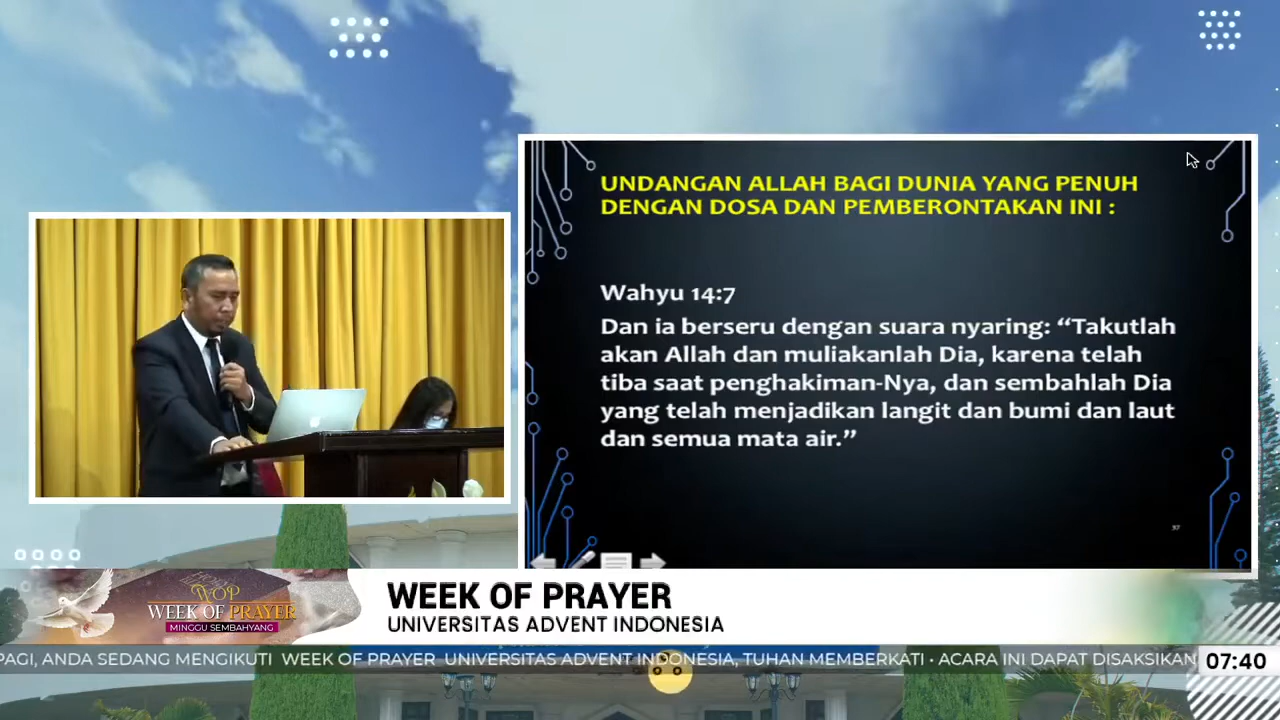 UNDANGAN ALLAH BAGI DUNIA YANG PENUH
DENGAN DOSA DAN PEMBERONTAKAN INI :
Wahyu 14:7
Dan ia berseru dengan suara nyaring: “Takutlah
akan Allah dan muliakanlah Dia, karena telah
tiba saat penghakiman-Nya, dan sembahlah Dia
yang telah menjadikan langit dan bumi dan laut
dan semua mata air.”
37
WOP
WEEK OF PRAYER
MINGGU SEMBAHYANG
WEEK OF PRAYER
UNIVERSITAS ADVENT INDONESIA
PAGI, ANDA SEDANG MENGIKUTI WEEK OF PRAYER UNIVERSITAS ADVENT INDONESIA, TUHAN MEMBERKATI • ACARA INI DAPAT DISAKSIKAN
07:40